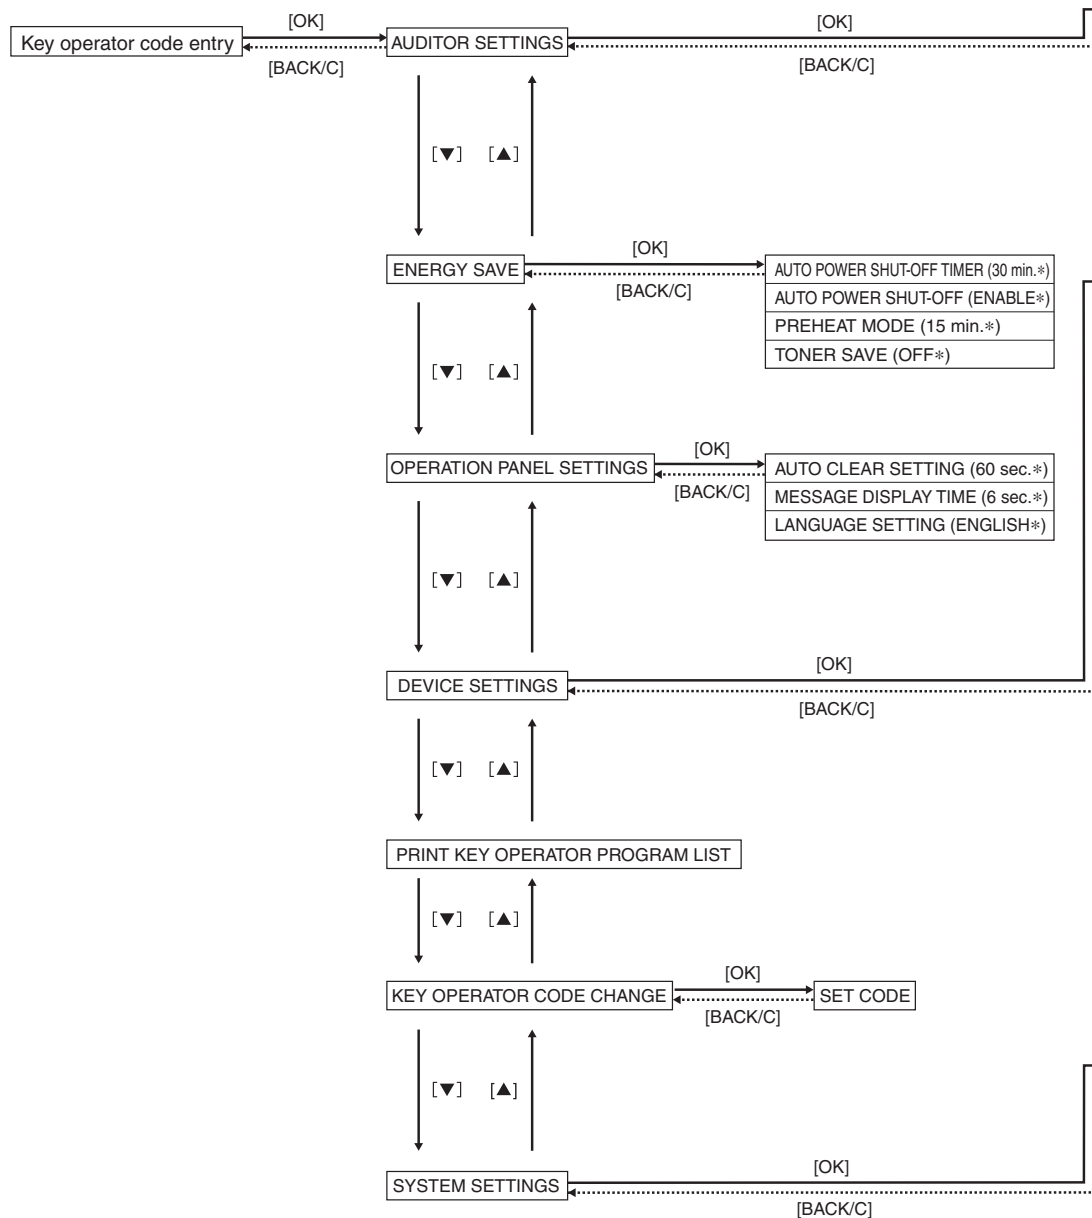 [OK] [OK]
Key operator code entry AUDITOR SETTINGS
[BACK/C] [BACK/C]
[▼] [▲]
[OK]
ENERGY SAVE AUTO POWER SHUT-OFF TIMER (30 min.*)
[BACK/C] AUTO POWER SHUT-OFF (ENABLE*)
PREHEAT MODE (15 min.*)
TONER SAVE (OFF*)
[▼] [▲]
[OK]
OPERATION PANEL SETTINGS AUTO CLEAR SETTING (60 sec.*)
[BACK/C] MESSAGE DISPLAY TIME (6 sec.*)
LANGUAGE SETTING (ENGLISH*)
[▼] [▲]
[OK]
DEVICE SETTINGS
[BACK/C]
[▼] [▲]
PRINT KEY OPERATOR PROGRAM LIST
[▼] [▲]
[OK]
KEY OPERATOR CODE CHANGE SET CODE
[BACK/C]
[▼] [▲]
[OK]
SYSTEM SETTINGS
[BACK/C]